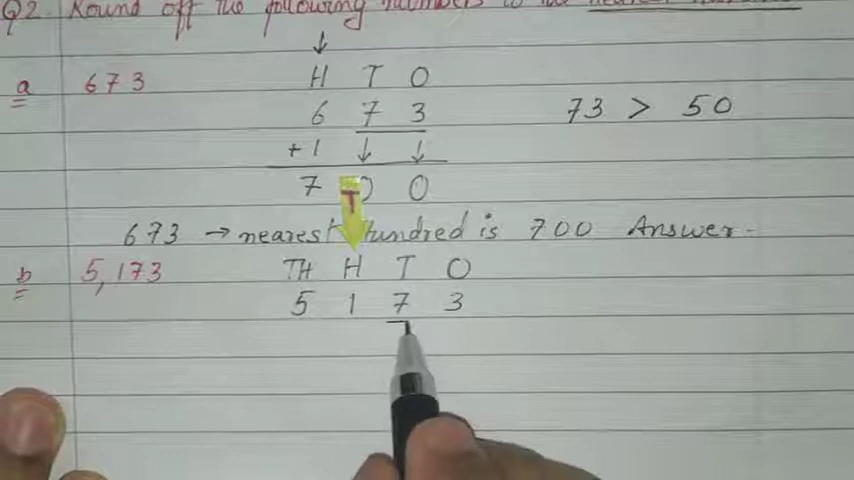 Q2. Round off the following numbers to the nearest
↓
a 673 H T O
6 7 3 73 > 50
+1 ↓ ↓
7 0 0
673 → nearest hundred is 700 Answer.
b 5,173 TH H T O
5 1 7 3